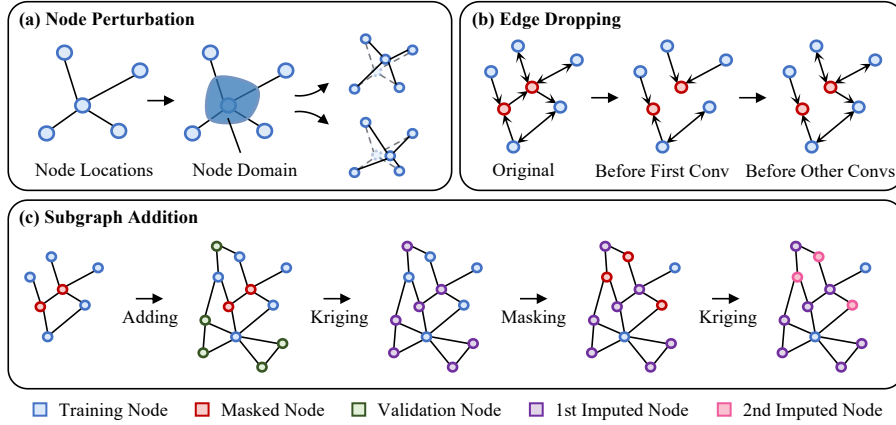 (a) Node Perturbation
Node Locations
Node Domain
(b) Edge Dropping
Original
Before First Conv
Before Other Convs
(c) Subgraph Addition
Adding
Kriging
Masking
Kriging
Training Node
Masked Node
Validation Node
1st Imputed Node
2nd Imputed Node